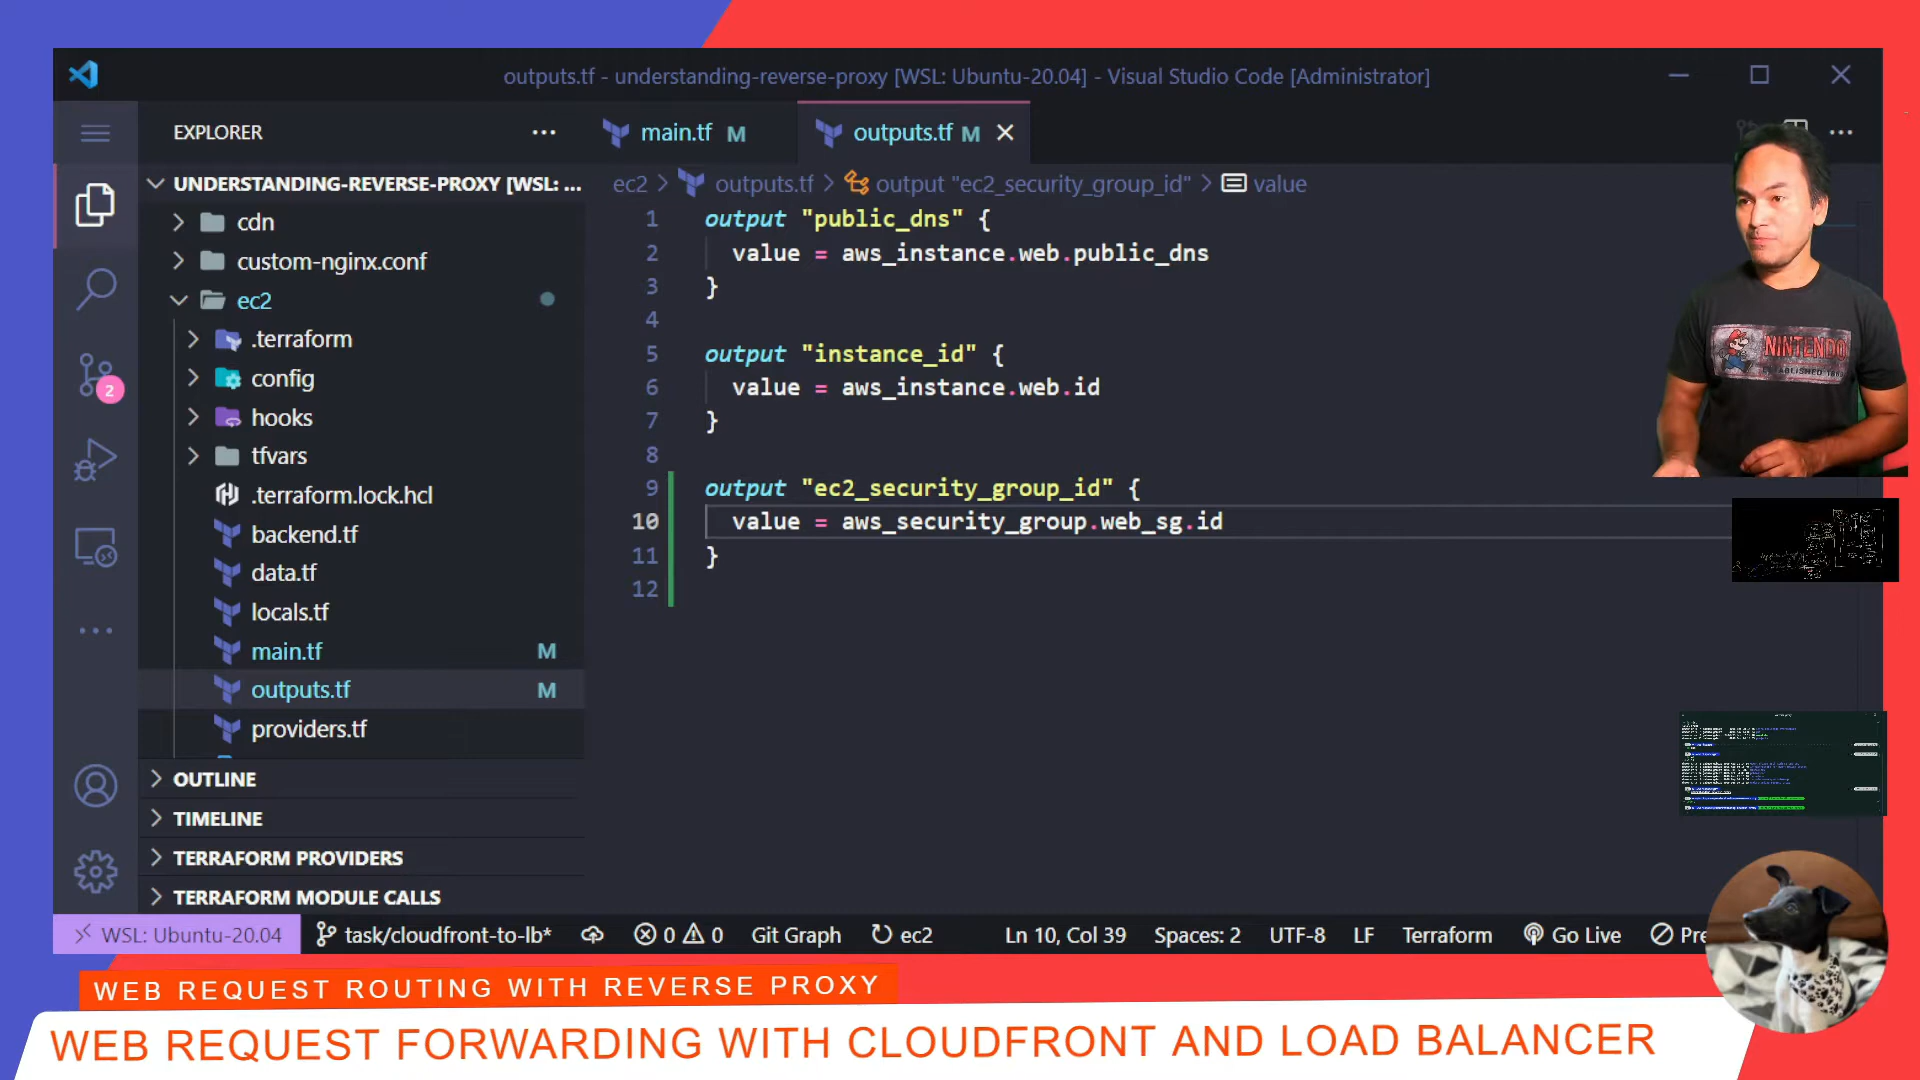 outputs.tf - understanding-reverse-proxy [WSL: Ubuntu-20.04] - Visual Studio Code [Administrator]
EXPLORER
main.tf M
outputs.tf M
UNDERSTANDING-REVERSE-PROXY [WSL: ...
ec2 > outputs.tf > output "ec2_security_group_id" > value
cdn
custom-nginx.conf
ec2
.terraform
config
hooks
tfvars
.terraform.lock.hcl
backend.tf
data.tf
locals.tf
main.tf M
outputs.tf M
providers.tf
OUTLINE
TIMELINE
TERRAFORM PROVIDERS
TERRAFORM MODULE CALLS
2
1 output "public_dns" {
2 value = aws_instance.web.public_dns
3 }
4
5 output "instance_id" {
6 value = aws_instance.web.id
7 }
8
9 output "ec2_security_group_id" {
10 value = aws_security_group.web_sg.id
11 }
12
NINTENDO
WSL: Ubuntu-20.04 task/cloudfront-to-lb* 0 0 Git Graph ec2 Ln 10, Col 39 Spaces: 2 UTF-8 LF Terraform Go Live
WEB REQUEST ROUTING WITH REVERSE PROXY
WEB REQUEST FORWARDING WITH CLOUDFRONT AND LOAD BALANCER